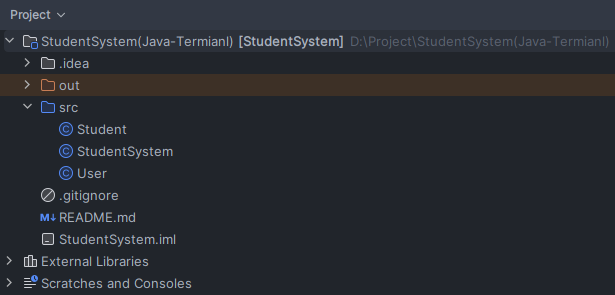 Project
StudentSystem(Java-Termianl) [StudentSystem] D:\Project\StudentSystem(Java-Termianl)
.idea
out
src
C Student
C StudentSystem
C User
.gitignore
M↓ README.md
StudentSystem.iml
External Libraries
Scratches and Consoles